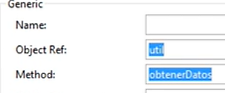 Generic
Name:
Object Ref: util
Method: obtenerDatos